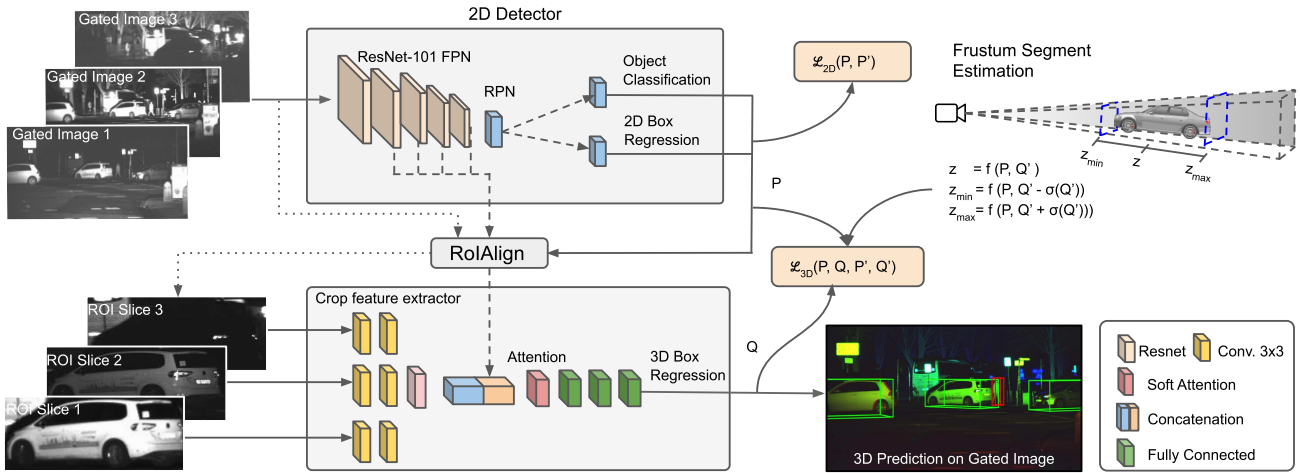 Gated Image 3
Gated Image 2
Gated Image 1
2D Detector
ResNet-101 FPN
RPN
Object
Classification
2D Box
Regression
ℒ2D(P, P’)
Frustum Segment
Estimation
zmin
z
zmax
z = f (P, Q’ )
zmin= f (P, Q’ - σ(Q’))
zmax= f (P, Q’ + σ(Q’)))
P
RoIAlign
ℒ3D(P, Q, P’, Q’)
ROI Slice 3
ROI Slice 2
ROI Slice 1
Crop feature extractor
Attention
3D Box
Regression
Q
3D Prediction on Gated Image
Resnet
Conv. 3x3
Soft Attention
Concatenation
Fully Connected